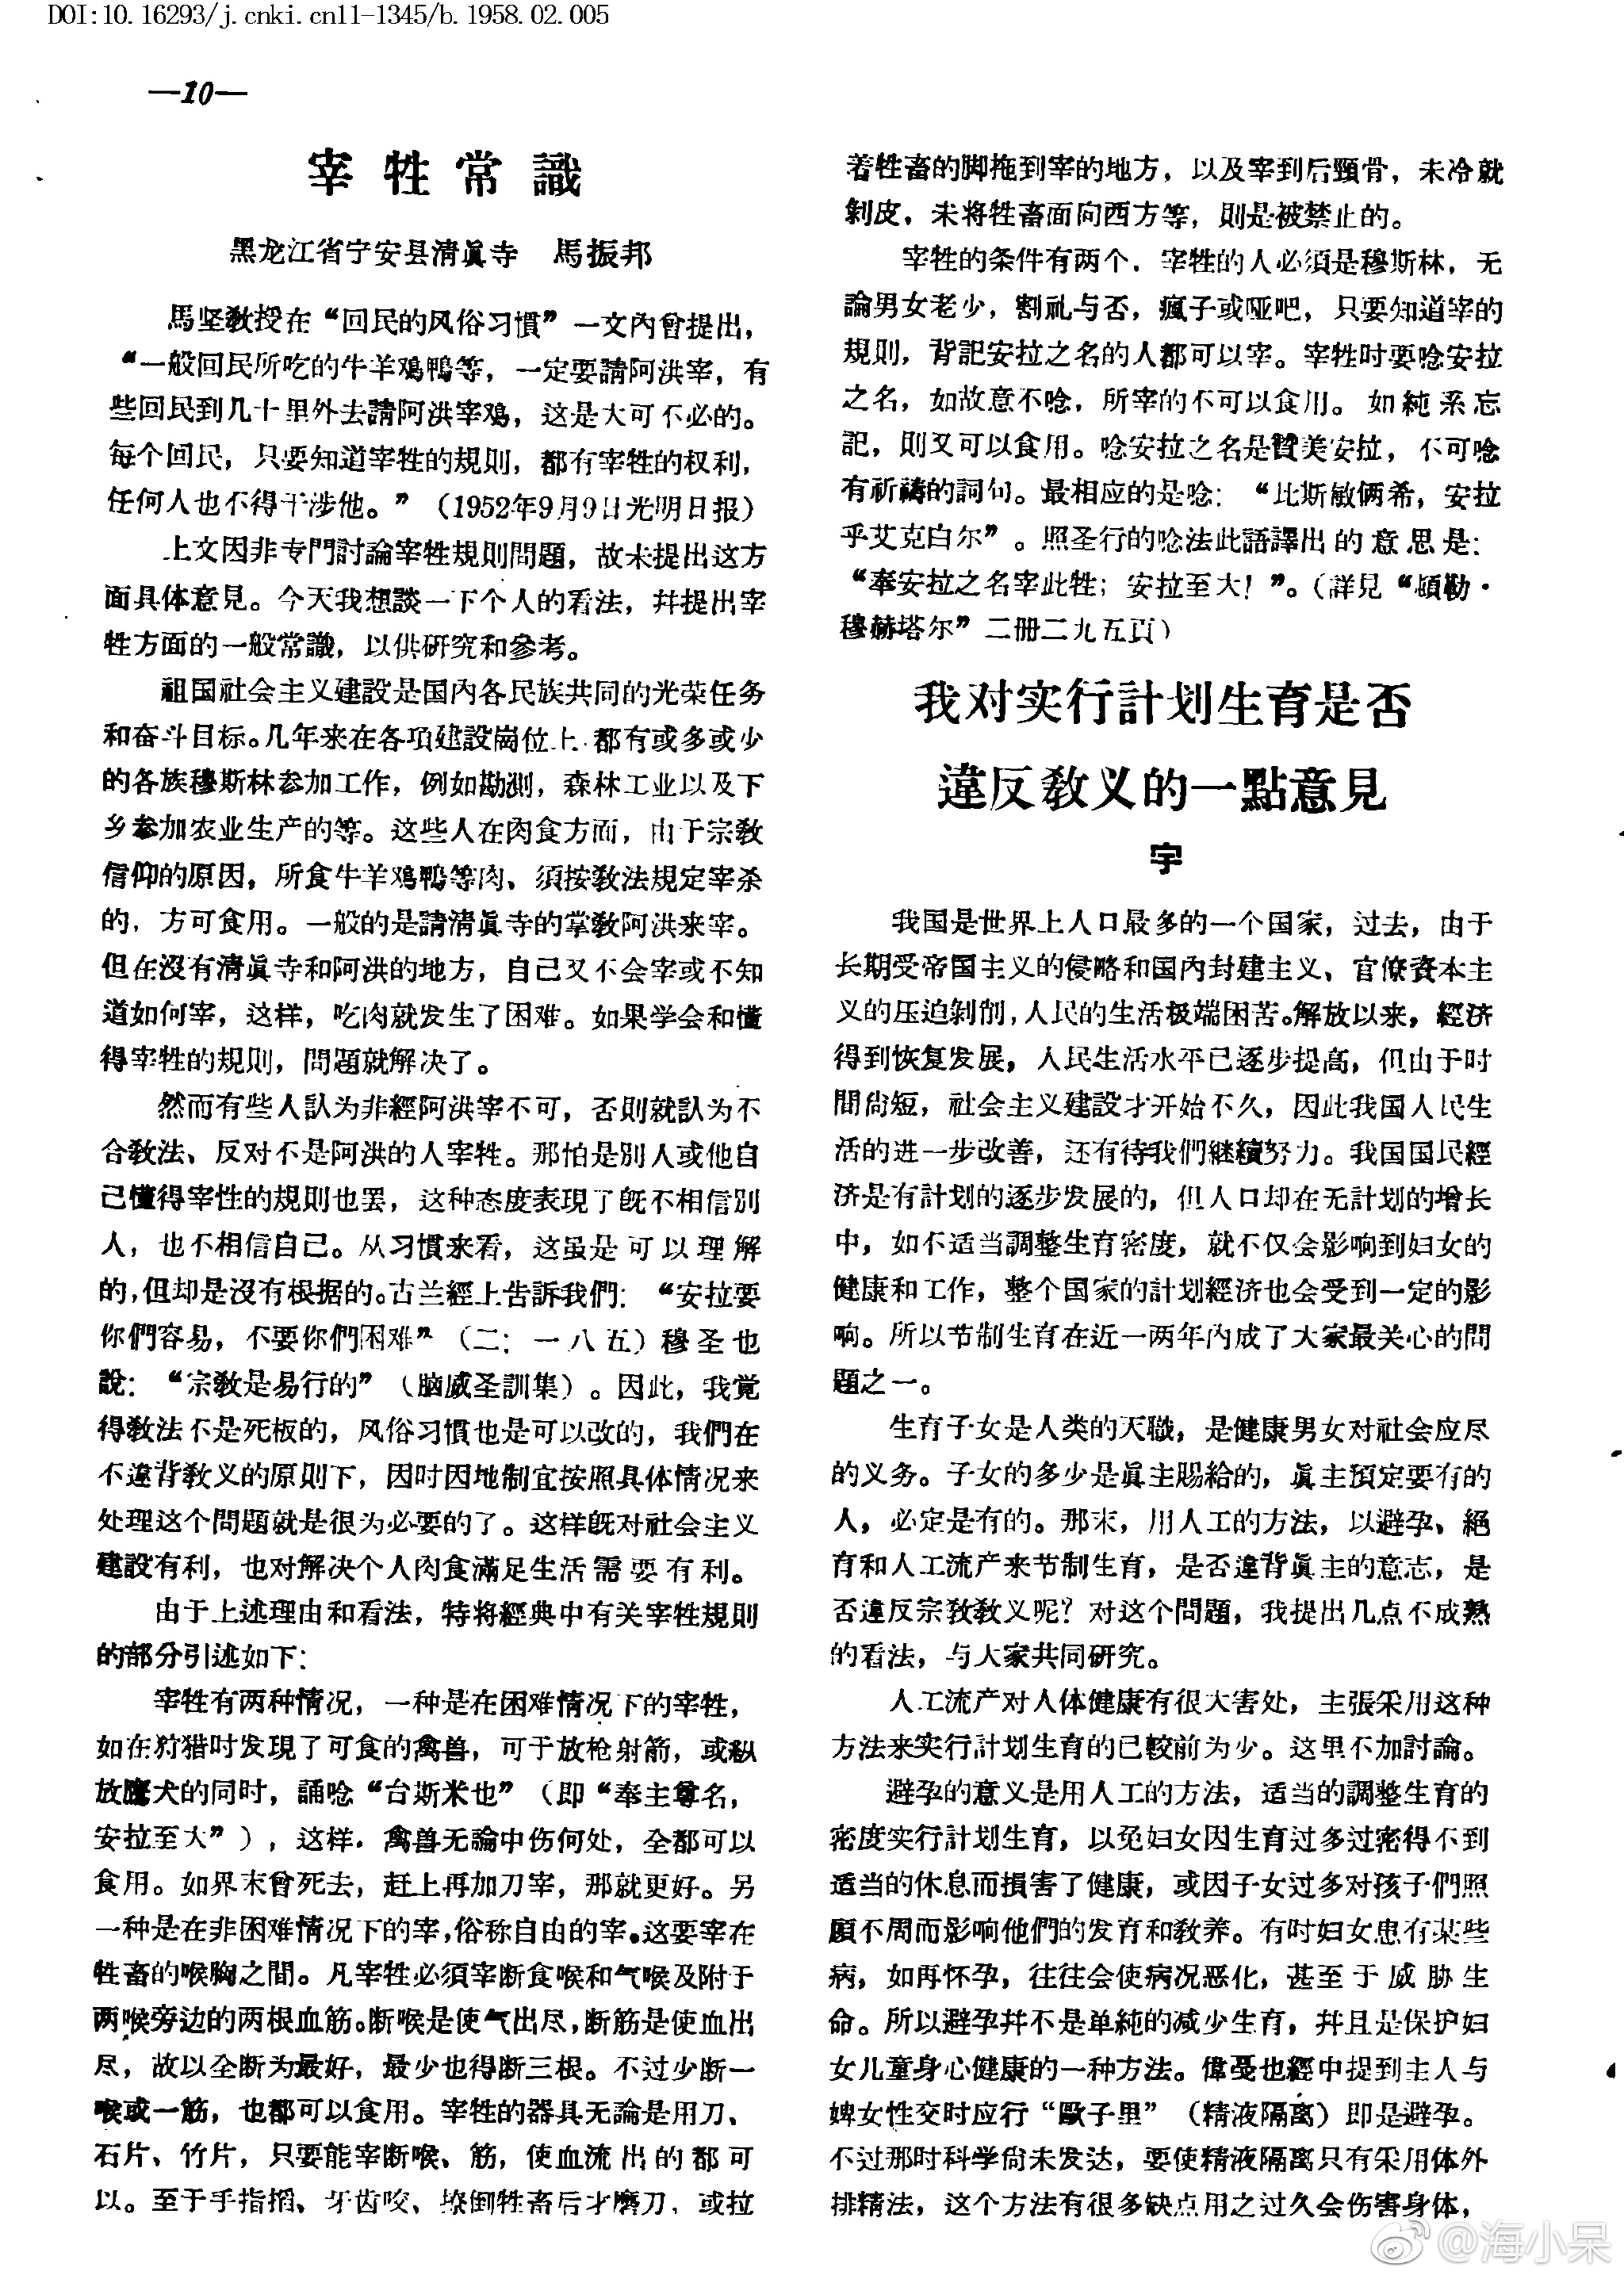 DOI:10.16293/j.cnki.cn11-1345/b.1958.02.005
—10—
宰牲常識
黑龙江省宁安县清眞寺　馬振邦
馬坚敎授在“回民的风俗习慣”一文內曾提出，
“一般回民所吃的牛羊鷄鴨等，一定要請阿洪宰，有
些回民到几十里外去請阿洪宰鷄，这是大可不必的。
每个回民，只要知道宰牲的規則，都有宰牲的权利，
任何人也不得干涉他。”（1952年9月9日光明日报）
上文因非专門討論宰牲規則問題，故未提出这方
面具体意見。今天我想談一下个人的看法，幷提出宰
牲方面的一般常識，以供研究和参考。
祖国社会主义建設是国內各民族共同的光荣任务
和奋斗目标。几年来在各項建設崗位上都有或多或少
的各族穆斯林参加工作，例如勘測，森林工业以及下
乡参加农业生产的等。这些人在肉食方面，由于宗敎
信仰的原因，所食牛羊鷄鴨等肉、須按敎法規定宰杀
的，方可食用。一般的是請清眞寺的掌敎阿洪来宰。
但在沒有清眞寺和阿洪的地方，自己又不会宰或不知
道如何宰，这样，吃肉就发生了困难。如果学会和懂
得宰牲的規則，問題就解决了。
然而有些人認为非經阿洪宰不可，否則就認为不
合敎法、反对不是阿洪的人宰牲。那怕是別人或他自
己懂得宰性的規則也罢，这种态度表現了旣不相信別
人，也不相信自己。从习慣来看，这虽是可以理解
的，但却是沒有根据的。古兰經上告訴我們：“安拉要
你們容易，不要你們困难”（二：一八五）穆圣也
說：“宗敎是易行的”（脑威圣訓集）。因此，我覚
得敎法不是死板的，风俗习慣也是可以改的，我們在
不違背敎义的原則下，因时因地制宜按照具体情况来
处理这个問題就是很为必要的了。这样旣对社会主义
建設有利，也对解决个人肉食滿足生活需要有利。
由于上述理由和看法，特将經典中有关宰牲規則
的部分引述如下：
宰牲有两种情况，一种是在困难情况下的宰牲，
如在狩猎时发現了可食的禽兽，可于放枪射箭，或縱
放鷹犬的同时，誦唸“台斯米也”（即“奉主尊名，
安拉至大”），这样，禽兽无論中伤何处，全都可以
食用。如界末曾死去，赶上再加刀宰，那就更好。另
一种是在非困难情况下的宰，俗称自由的宰。这要宰在
牲畜的喉胸之間。凡宰牲必須宰断食喉和气喉及附于
两喉旁边的两根血筋。断喉是使气出尽，断筋是使血出
尽，故以全断为最好，最少也得断三根。不过少断一
喉或一筋，也都可以食用。宰牲的器具无論是用刀、
石片、竹片，只要能宰断喉、筋，使血流出的都可
以。至于手指掐、牙齿咬、撩倒牲畜后才磨刀，或拉
着牲畜的脚拖到宰的地方，以及宰到后頸骨，未冷就
剝皮，未将牲畜面向西方等，則是被禁止的。
宰牲的条件有两个，宰牲的人必須是穆斯林，无
論男女老少，割礼与否，瘋子或哑吧，只要知道宰的
規則，背記安拉之名的人都可以宰。宰牲时要唸安拉
之名，如故意不唸，所宰的不可以食用。如純系忘
記，則又可以食用。唸安拉之名是贊美安拉，不可唸
有祈禱的詞句。最相应的是唸：“比斯敏俩希，安拉
乎艾克白尔”。照圣行的唸法此語譯出的意思是：
“奉安拉之名宰此牲；安拉至大！”。（詳見“頓勒·
穆赫塔尔”二册二九五頁）
我对实行計划生育是否
違反敎义的一點意見
宇
我国是世界上人口最多的一个国家，过去，由于
长期受帝国主义的侵略和国內封建主义、官僚資本主
义的压迫剝削，人民的生活极端困苦。解放以来，經济
得到恢复发展，人民生活水平已逐步提高，但由于时
間尙短，社会主义建設才开始不久，因此我国人民生
活的进一步改善，还有待我們継續努力。我国国民經
济是有計划的逐步发展的，但人口却在无計划的增长
中，如不适当調整生育密度，就不仅会影响到妇女的
健康和工作，整个国家的計划經济也会受到一定的影
响。所以节制生育在近一两年內成了大家最关心的問
題之一。
生育子女是人类的天職，是健康男女对社会应尽
的义务。子女的多少是眞主賜給的，眞主預定要有的
人，必定是有的。那末，用人工的方法，以避孕、絕
育和人工流产来节制生育，是否違背眞主的意志，是
否違反宗敎敎义呢？对这个問題，我提出几点不成熟
的看法，与大家共同研究。
人工流产对人体健康有很大害处，主張采用这种
方法来实行計划生育的已較前为少。这里不加討論。
避孕的意义是用人工的方法，适当的調整生育的
密度实行計划生育，以免妇女因生育过多过密得不到
适当的休息而損害了健康，或因子女过多对孩子們照
顧不周而影响他們的发育和敎养。有时妇女患有某些
病，如再怀孕，往往会使病况恶化，甚至于威胁生
命。所以避孕幷不是单純的减少生育，幷且是保护妇
女儿童身心健康的一种方法。偉戛也經中提到主人与
婢女性交时应行“歐子里”（精液隔离）即是避孕。
不过那时科学尙未发达，要使精液隔离只有采用体外
排精法，这个方法有很多缺点用之过久会伤害身体，
@海小呆